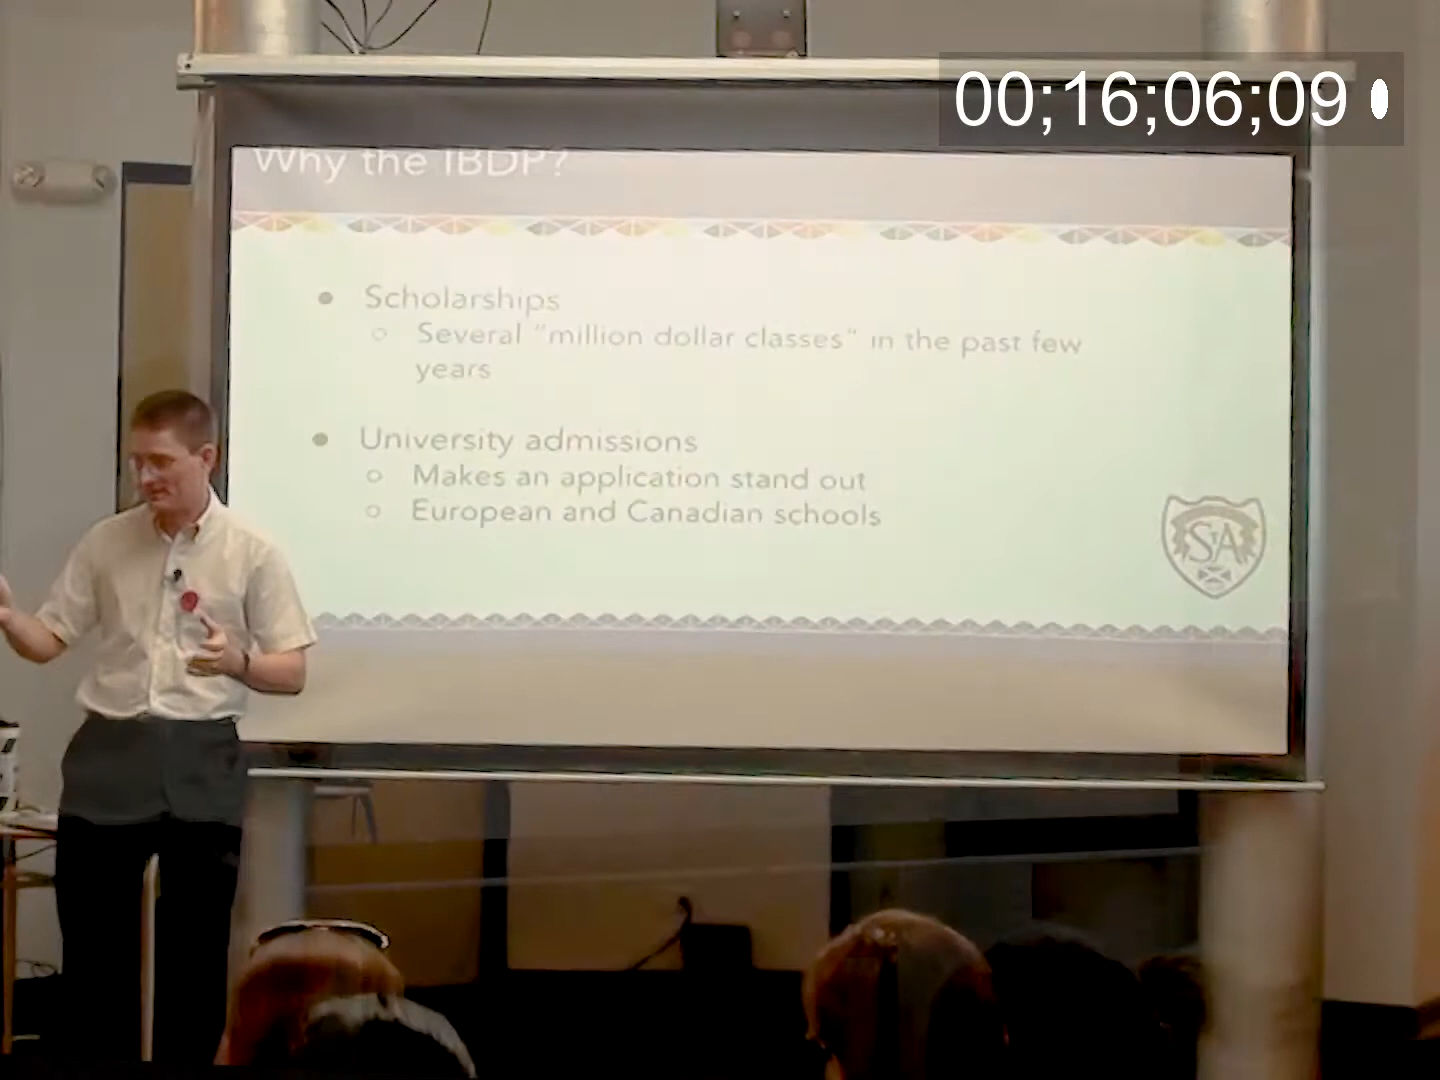 00;16;06;09
Why the IBDP?
Scholarships
Several "million dollar classes" in the past few
years
University admissions
Makes an application stand out
European and Canadian schools
StA